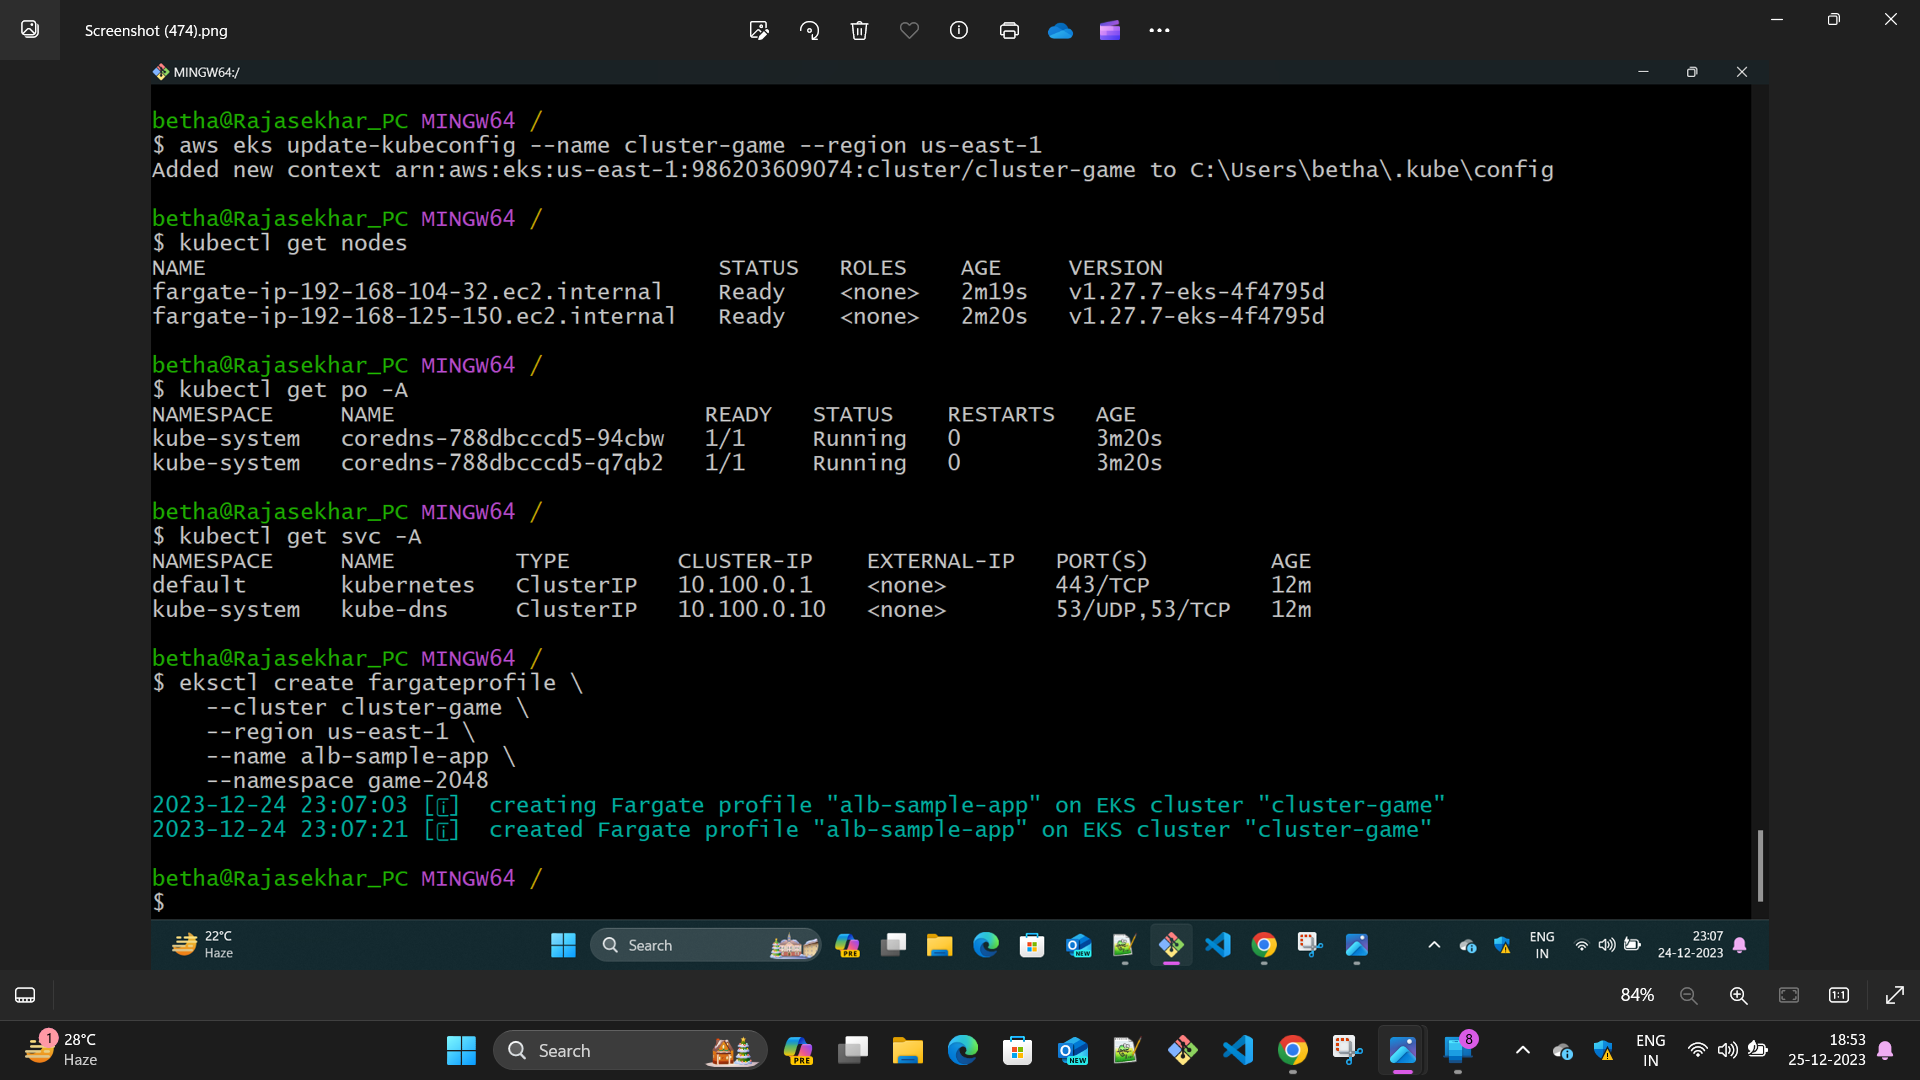 Screenshot (474).png
MINGW64:/
betha@Rajasekhar_PC MINGW64 /
$ aws eks update-kubeconfig --name cluster-game --region us-east-1
Added new context arn:aws:eks:us-east-1:986203609074:cluster/cluster-game to C:\Users\betha\.kube\config
betha@Rajasekhar_PC MINGW64 /
$ kubectl get nodes
NAME STATUS ROLES AGE VERSION
fargate-ip-192-168-104-32.ec2.internal Ready <none> 2m19s v1.27.7-eks-4f4795d
fargate-ip-192-168-125-150.ec2.internal Ready <none> 2m20s v1.27.7-eks-4f4795d
betha@Rajasekhar_PC MINGW64 /
$ kubectl get po -A
NAMESPACE NAME READY STATUS RESTARTS AGE
kube-system coredns-788dbcccd5-94cbw 1/1 Running 0 3m20s
kube-system coredns-788dbcccd5-q7qb2 1/1 Running 0 3m20s
betha@Rajasekhar_PC MINGW64 /
$ kubectl get svc -A
NAMESPACE NAME TYPE CLUSTER-IP EXTERNAL-IP PORT(S) AGE
default kubernetes ClusterIP 10.100.0.1 <none> 443/TCP 12m
kube-system kube-dns ClusterIP 10.100.0.10 <none> 53/UDP,53/TCP 12m
betha@Rajasekhar_PC MINGW64 /
$ eksctl create fargateprofile \
--cluster cluster-game \
--region us-east-1 \
--name alb-sample-app \
--namespace game-2048
2023-12-24 23:07:03 [i] creating Fargate profile "alb-sample-app" on EKS cluster "cluster-game"
2023-12-24 23:07:21 [i] created Fargate profile "alb-sample-app" on EKS cluster "cluster-game"
betha@Rajasekhar_PC MINGW64 /
$
22°C
Haze
Search
PRE
NEW
ENG
IN
23:07
24-12-2023
84%
1:1
1
28°C
Haze
Search
PRE
NEW
8
ENG
IN
18:53
25-12-2023